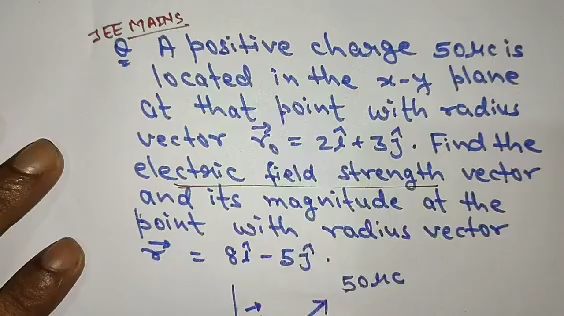 JEE MAINS
Q A positive charge 50μc is
located in the x-y plane
at that point with radius
vector r⃗₀ = 2î + 3ĵ. Find the
electric field strength vector
and its magnitude at the
point with radius vector
r⃗ = 8î - 5ĵ.
50μc